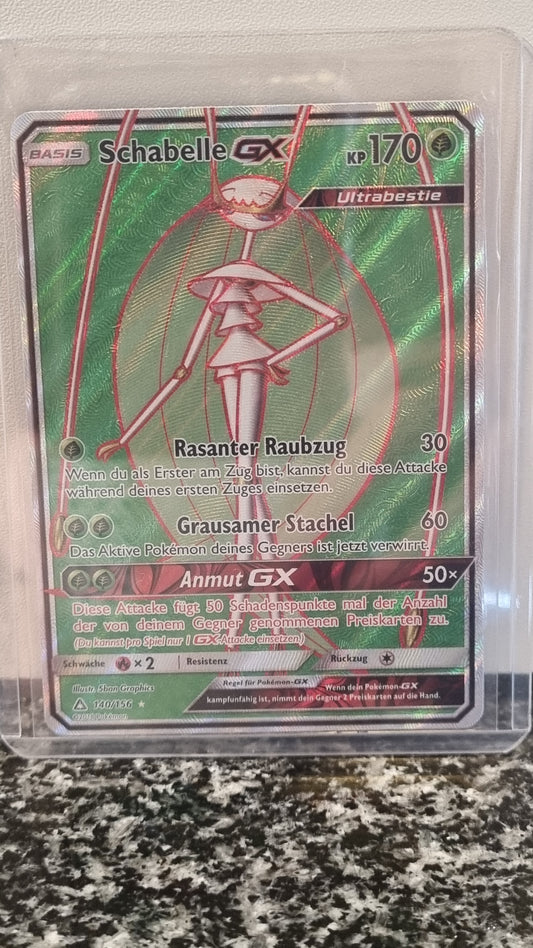 BASIS Schabelle GX KP 170
Ultrabestie
Rasanter Raubzug 30
Wenn du als Erster am Zug bist, kannst du diese Attacke
während deines ersten Zuges einsetzen.
Grausamer Stachel 60
Das Aktive Pokémon deines Gegners ist jetzt verwirrt.
Anmut GX 50×
Diese Attacke fügt 50 Schadenspunkte mal der Anzahl
der von deinem Gegner genommenen Preiskarten zu.
(Du kannst pro Spiel nur 1 GX-Attacke einsetzen.)
Schwäche × 2 Resistenz Rückzug
Illustr. 5ban Graphics
Regel für Pokémon-GX
Wenn dein Pokémon-GX
kampfunfähig ist, nimmt dein Gegner 2 Preiskarten auf die Hand.
140/156
©2018 Pokémon